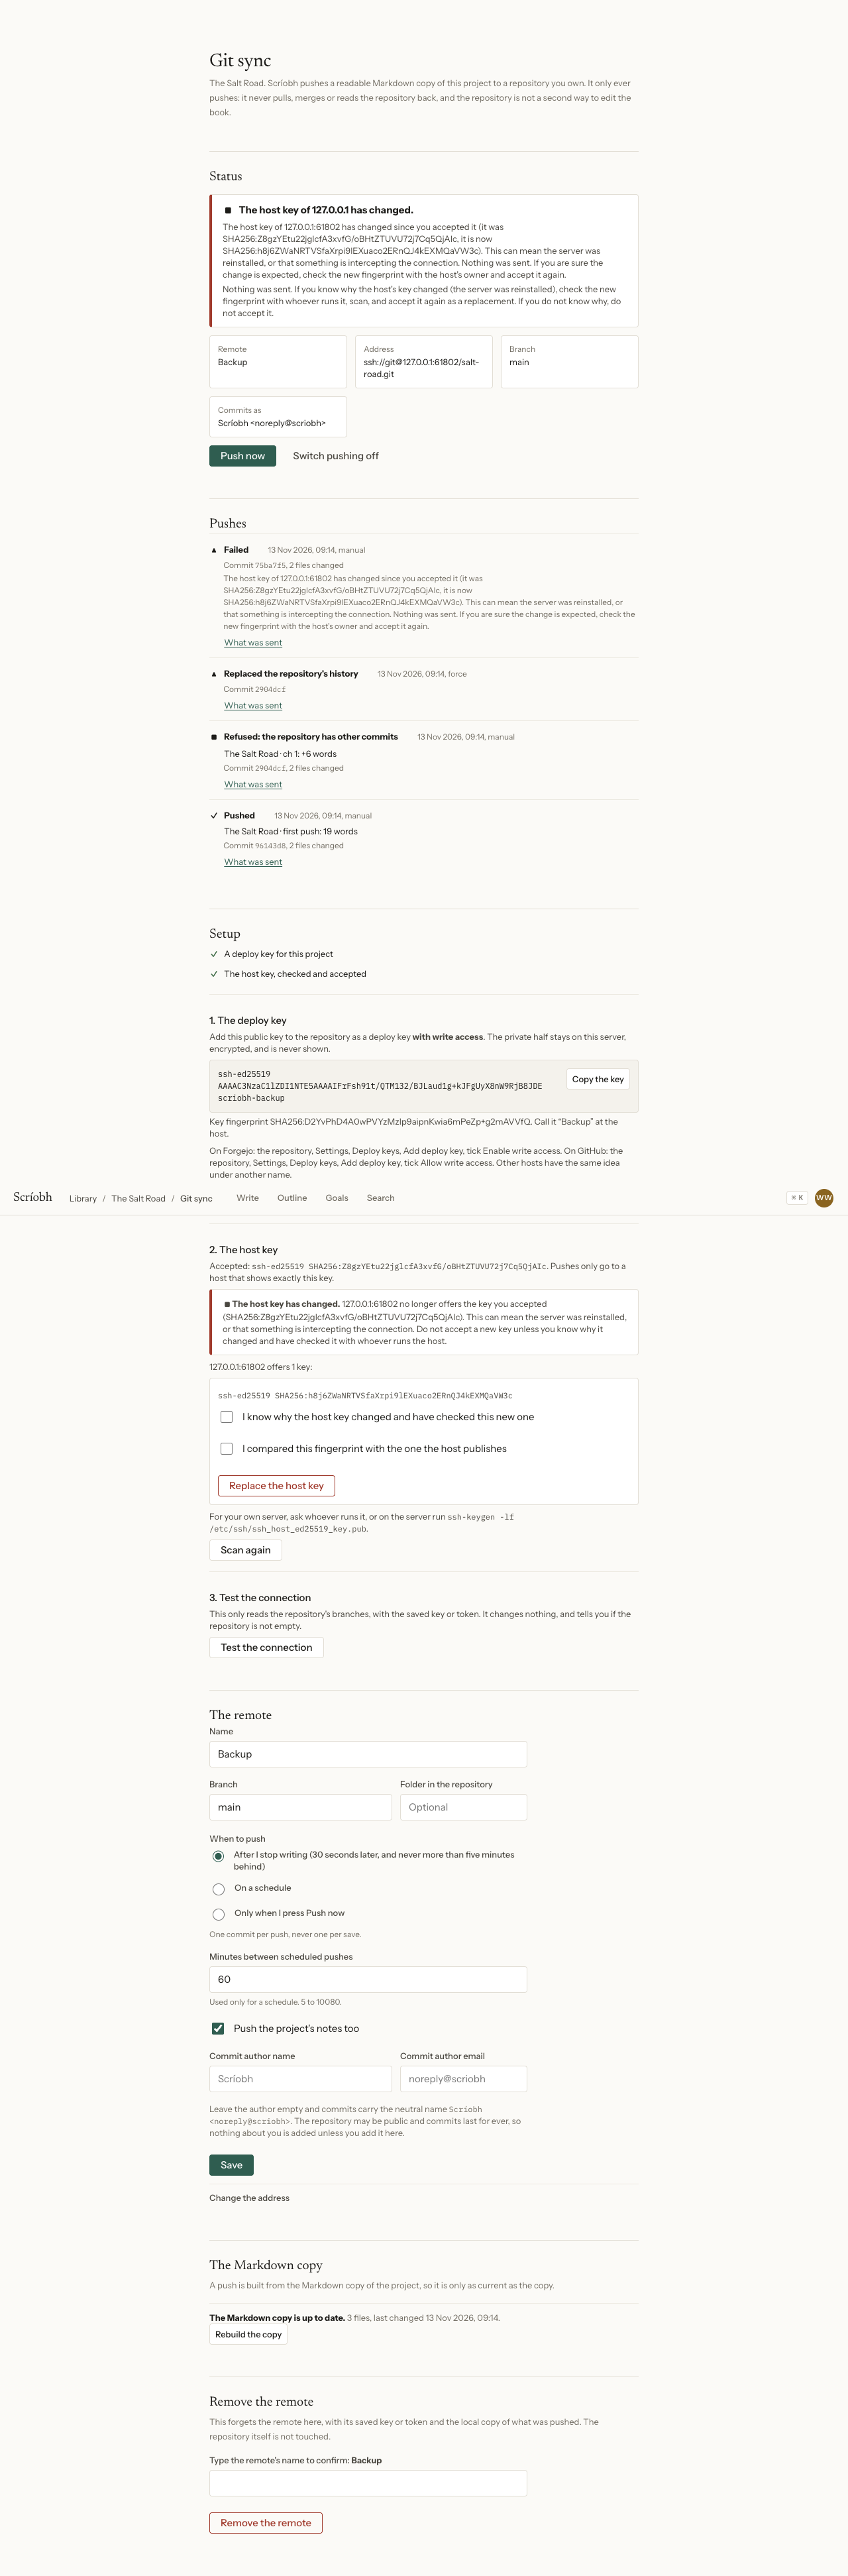 Git sync
The Salt Road. Scríobh pushes a readable Markdown copy of this project to a repository you own. It only ever
pushes: it never pulls, merges or reads the repository back, and the repository is not a second way to edit the
book.
Status
The host key of 127.0.0.1 has changed.
The host key of 127.0.0.1:61802 has changed since you accepted it (it was
SHA256:Z8gzYEtu22jglcfA3xvfG/oBHtZTUVU72j7Cq5QjAIc, it is now
SHA256:h8j6ZWaNRTVSfaXrpi9lEXuaco2ERnQJ4kEXMQaVW3c). This can mean the server was
reinstalled, or that something is intercepting the connection. Nothing was sent. If you are sure the
change is expected, check the new fingerprint with the host's owner and accept it again.
Nothing was sent. If you know why the host's key changed (the server was reinstalled), check the new
fingerprint with whoever runs it, scan, and accept it again as a replacement. If you do not know why, do
not accept it.
Remote
Backup
Address
ssh://git@127.0.0.1:61802/salt-
road.git
Branch
main
Commits as
Scríobh <noreply@scriobh>
Push now
Switch pushing off
Pushes
Failed 13 Nov 2026, 09:14, manual
Commit 75ba7f5, 2 files changed
The host key of 127.0.0.1:61802 has changed since you accepted it (it was
SHA256:Z8gzYEtu22jglcfA3xvfG/oBHtZTUVU72j7Cq5QjAIc, it is now
SHA256:h8j6ZWaNRTVSfaXrpi9lEXuaco2ERnQJ4kEXMQaVW3c). This can mean the server was reinstalled, or
that something is intercepting the connection. Nothing was sent. If you are sure the change is expected, check the
new fingerprint with the host's owner and accept it again.
What was sent
Replaced the repository's history 13 Nov 2026, 09:14, force
Commit 2904dcf
What was sent
Refused: the repository has other commits 13 Nov 2026, 09:14, manual
The Salt Road · ch 1: +6 words
Commit 2904dcf, 2 files changed
What was sent
Pushed 13 Nov 2026, 09:14, manual
The Salt Road · first push: 19 words
Commit 96143d8, 2 files changed
What was sent
Setup
A deploy key for this project
The host key, checked and accepted
1. The deploy key
Add this public key to the repository as a deploy key with write access. The private half stays on this server,
encrypted, and is never shown.
ssh-ed25519
AAAAC3NzaC1lZDI1NTE5AAAAIFrFsh91t/QTM132/BJLaud1g+kJFgUyX8nW9RjB8JDE
scriobh-backup
Copy the key
Key fingerprint SHA256:D2YvPhD4A0wPVYzMzlp9aipnKwia6mPeZp+g2mAVVfQ. Call it "Backup" at the
host.
On Forgejo: the repository, Settings, Deploy keys, Add deploy key, tick Enable write access. On GitHub: the
repository, Settings, Deploy keys, Add deploy key, tick Allow write access. Other hosts have the same idea
under another name.
Scríobh Library / The Salt Road / Git sync Write Outline Goals Search ⌘ K WW
2. The host key
Accepted: ssh-ed25519 SHA256:Z8gzYEtu22jglcfA3xvfG/oBHtZTUVU72j7Cq5QjAIc. Pushes only go to a
host that shows exactly this key.
The host key has changed. 127.0.0.1:61802 no longer offers the key you accepted
(SHA256:Z8gzYEtu22jglcfA3xvfG/oBHtZTUVU72j7Cq5QjAIc). This can mean the server was reinstalled,
or that something is intercepting the connection. Do not accept a new key unless you know why it
changed and have checked it with whoever runs the host.
127.0.0.1:61802 offers 1 key:
ssh-ed25519 SHA256:h8j6ZWaNRTVSfaXrpi9lEXuaco2ERnQJ4kEXMQaVW3c
I know why the host key changed and have checked this new one
I compared this fingerprint with the one the host publishes
Replace the host key
For your own server, ask whoever runs it, or on the server run ssh-keygen -lf
/etc/ssh/ssh_host_ed25519_key.pub.
Scan again
3. Test the connection
This only reads the repository's branches, with the saved key or token. It changes nothing, and tells you if the
repository is not empty.
Test the connection
The remote
Name
Backup
Branch
main
Folder in the repository
Optional
When to push
After I stop writing (30 seconds later, and never more than five minutes
behind)
On a schedule
Only when I press Push now
One commit per push, never one per save.
Minutes between scheduled pushes
60
Used only for a schedule. 5 to 10080.
Push the project's notes too
Commit author name
Scríobh
Commit author email
noreply@scriobh
Leave the author empty and commits carry the neutral name Scríobh
<noreply@scriobh>. The repository may be public and commits last for ever, so
nothing about you is added unless you add it here.
Save
Change the address
The Markdown copy
A push is built from the Markdown copy of the project, so it is only as current as the copy.
The Markdown copy is up to date. 3 files, last changed 13 Nov 2026, 09:14.
Rebuild the copy
Remove the remote
This forgets the remote here, with its saved key or token and the local copy of what was pushed. The
repository itself is not touched.
Type the remote's name to confirm: Backup
Remove the remote